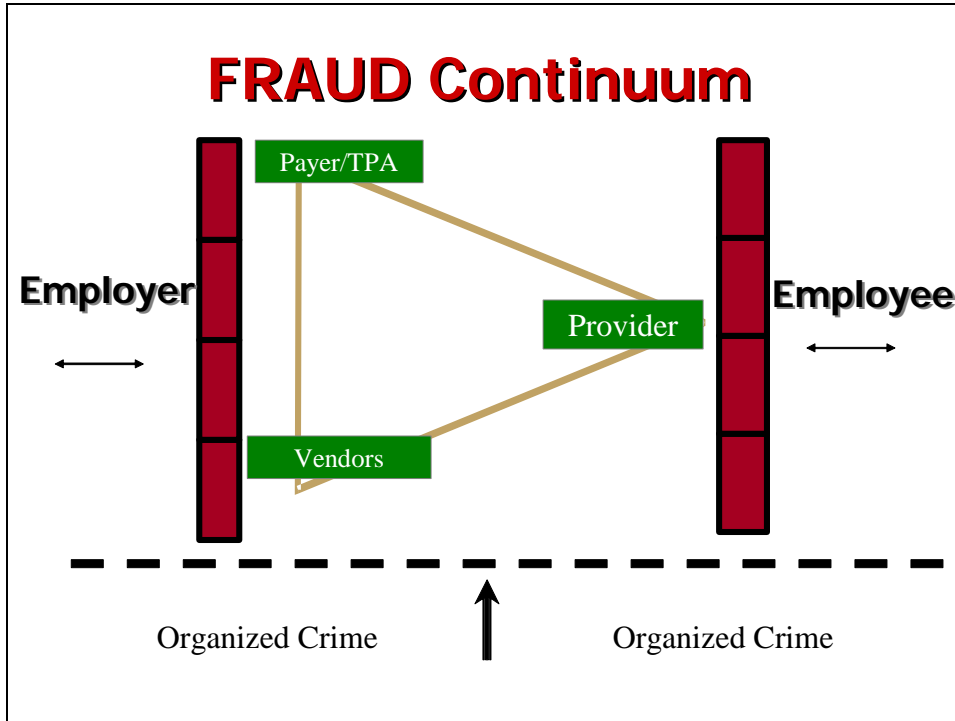 FRAUD Continuum
Payer/TPA
Employer
Provider
Employee
Vendors
Organized Crime
Organized Crime